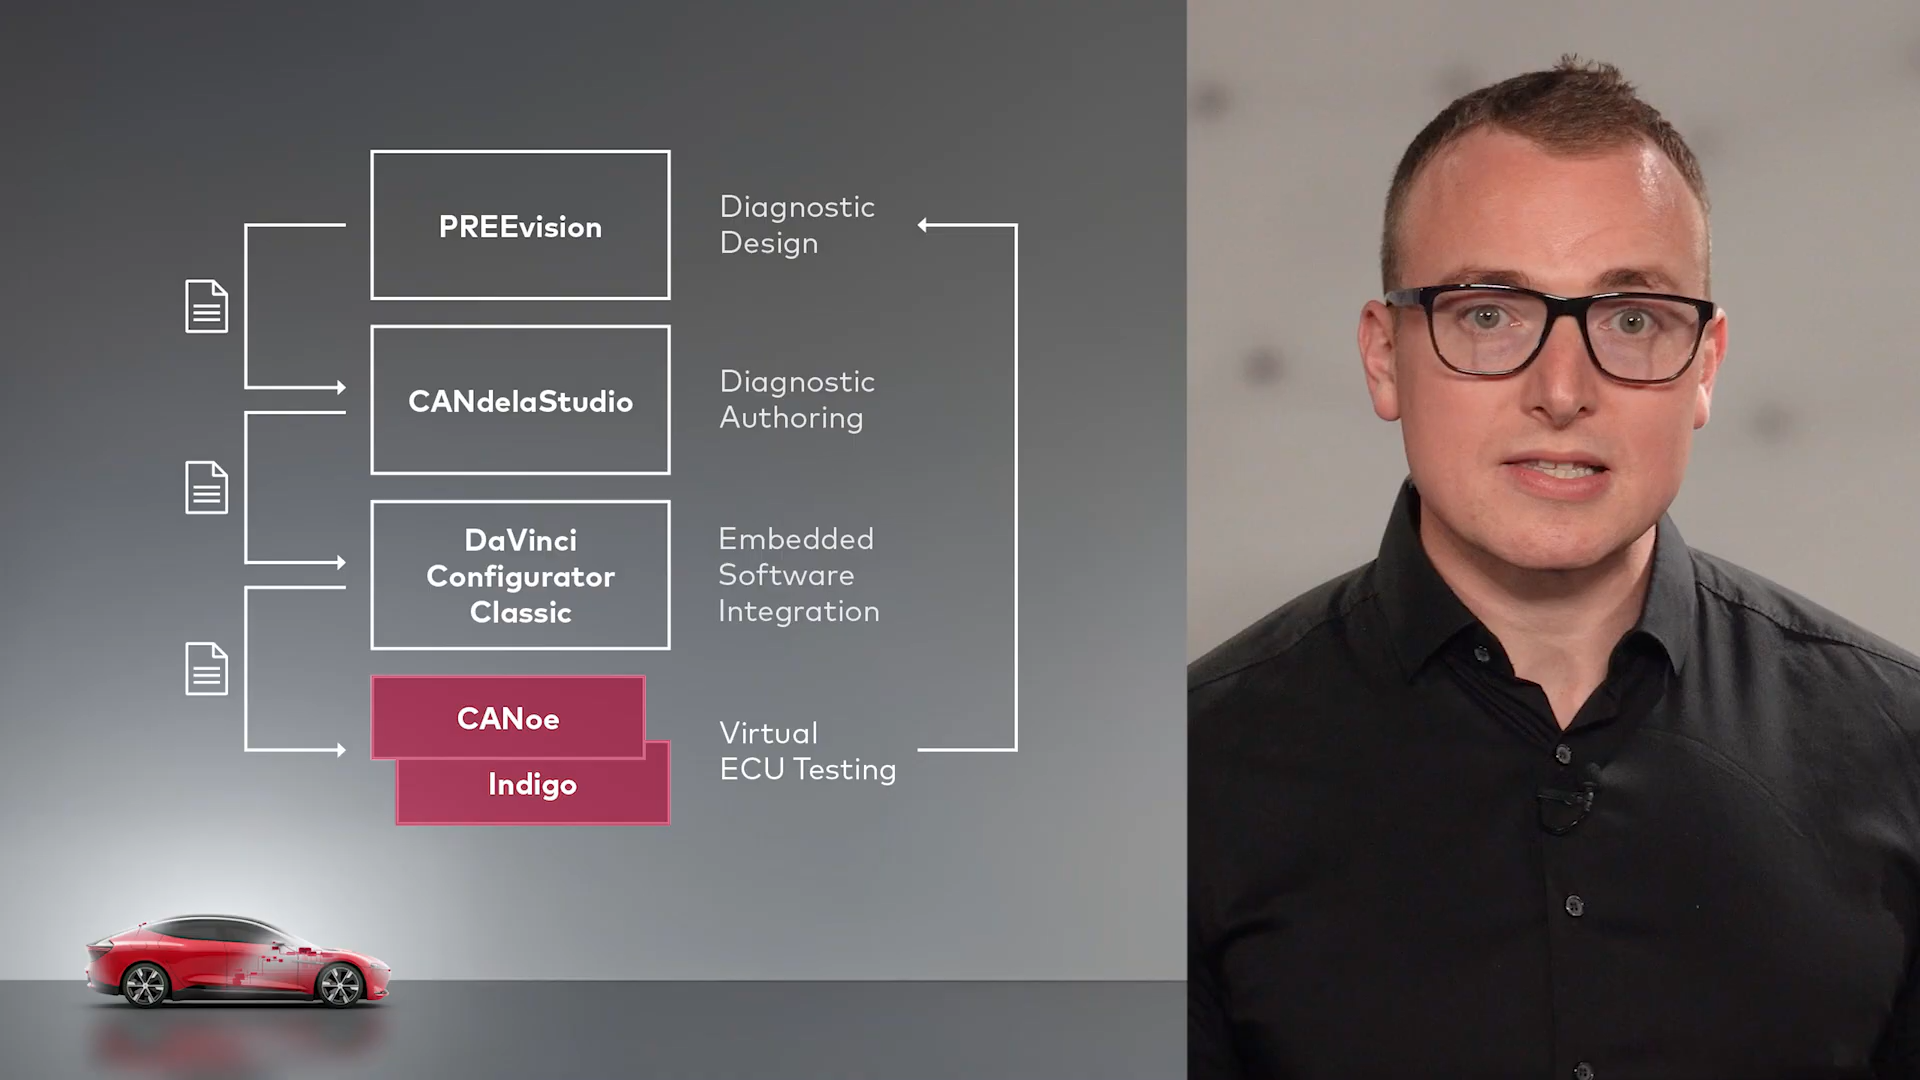 PREEvision
Diagnostic
Design
CANdelaStudio
Diagnostic
Authoring
DaVinci
Configurator
Classic
Embedded
Software
Integration
CANoe
Indigo
Virtual
ECU Testing